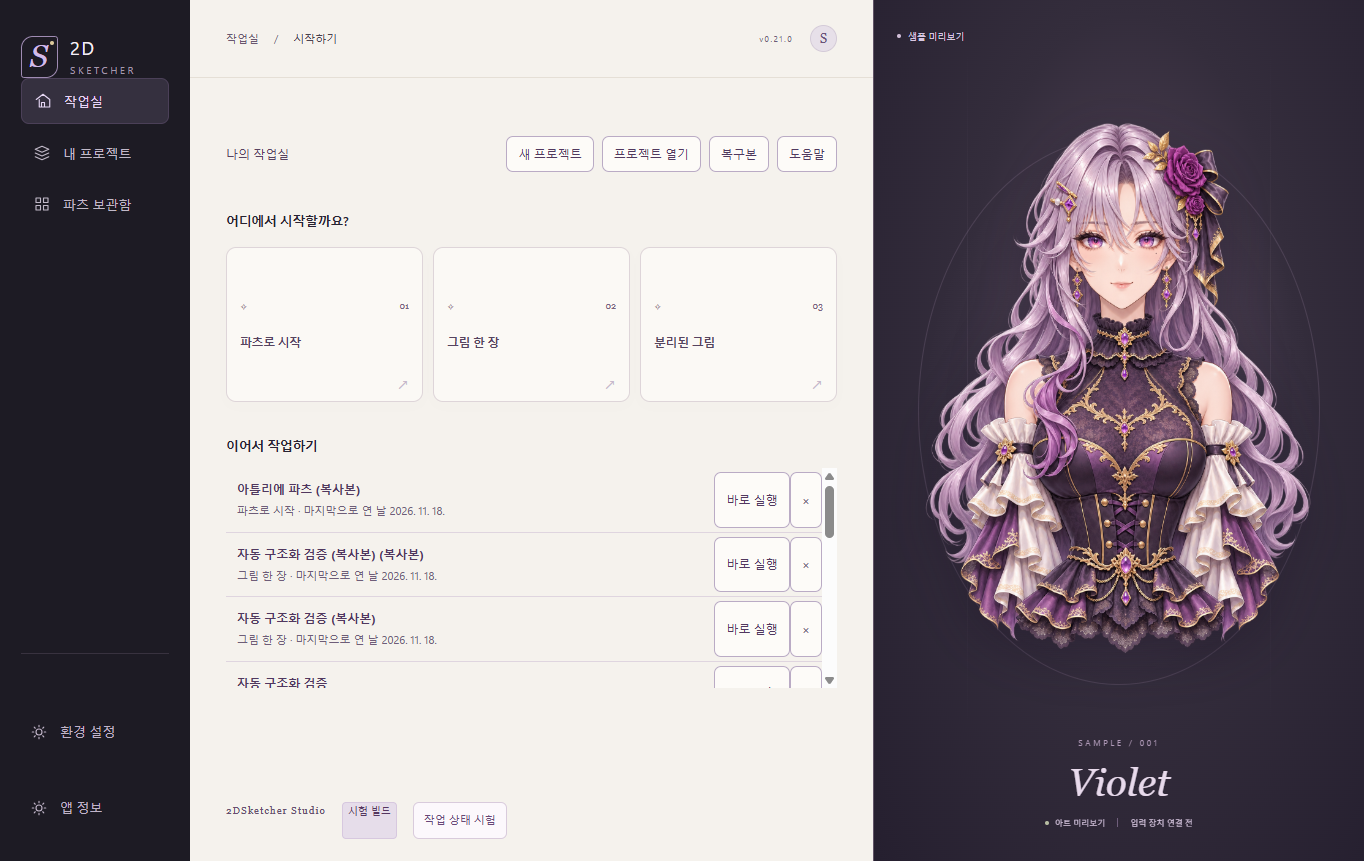 S
2D
SKETCHER
작업실
내 프로젝트
파츠 보관함
환경 설정
앱 정보
작업실 / 시작하기
v0.21.0
S
나의 작업실
새 프로젝트
프로젝트 열기
복구본
도움말
어디에서 시작할까요?
01
파츠로 시작
↗
02
그림 한 장
↗
03
분리된 그림
↗
이어서 작업하기
아틀리에 파츠 (복사본)
파츠로 시작 · 마지막으로 연 날 2026. 11. 18.
바로 실행
×
자동 구조화 검증 (복사본) (복사본)
그림 한 장 · 마지막으로 연 날 2026. 11. 18.
바로 실행
×
자동 구조화 검증 (복사본)
그림 한 장 · 마지막으로 연 날 2026. 11. 18.
바로 실행
×
자동 구조화 검증
2DSketcher Studio
시험 빌드
작업 상태 시험
샘플 미리보기
SAMPLE / 001
Violet
아트 미리보기 | 입력 장치 연결 전